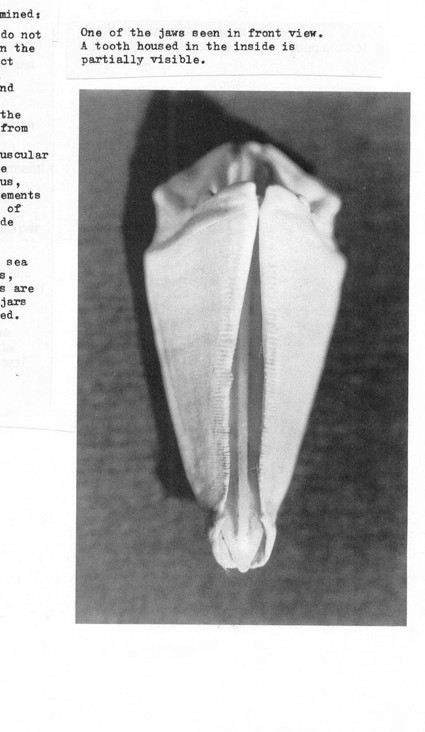 mined:
do not
n the
ct
nd
the
from
uscular
e
us,
ements
of
de
sea
s,
s are
jars
ed.
One of the jaws seen in front view.
A tooth housed in the inside is
partially visible.